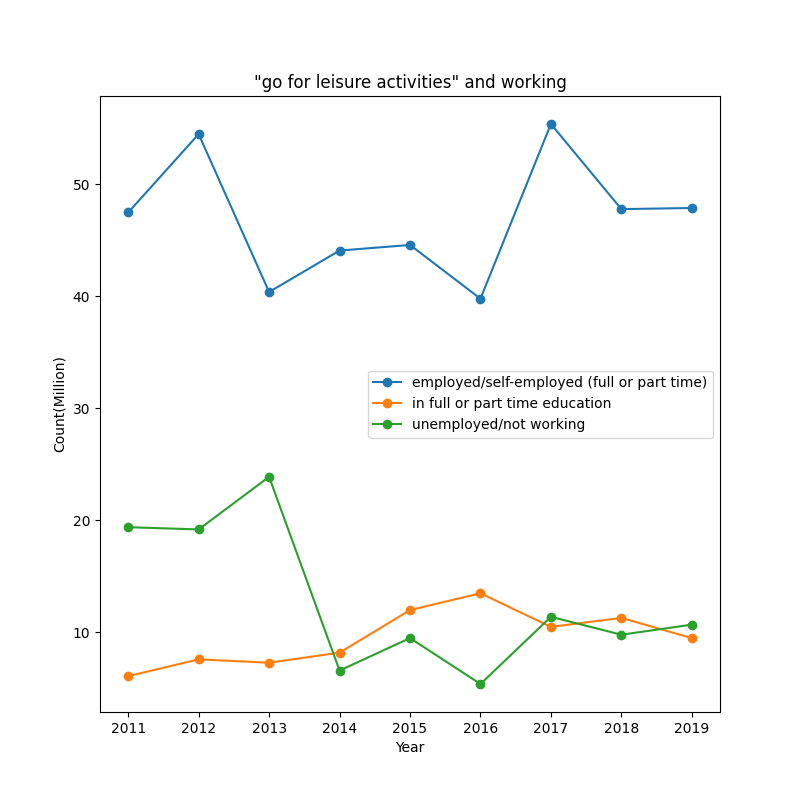 "go for leisure activities" and working
50
40
30
20
10
Count(Million)
employed/self-employed (full or part time)
in full or part time education
unemployed/not working
2011 2012 2013 2014 2015 2016 2017 2018 2019
Year